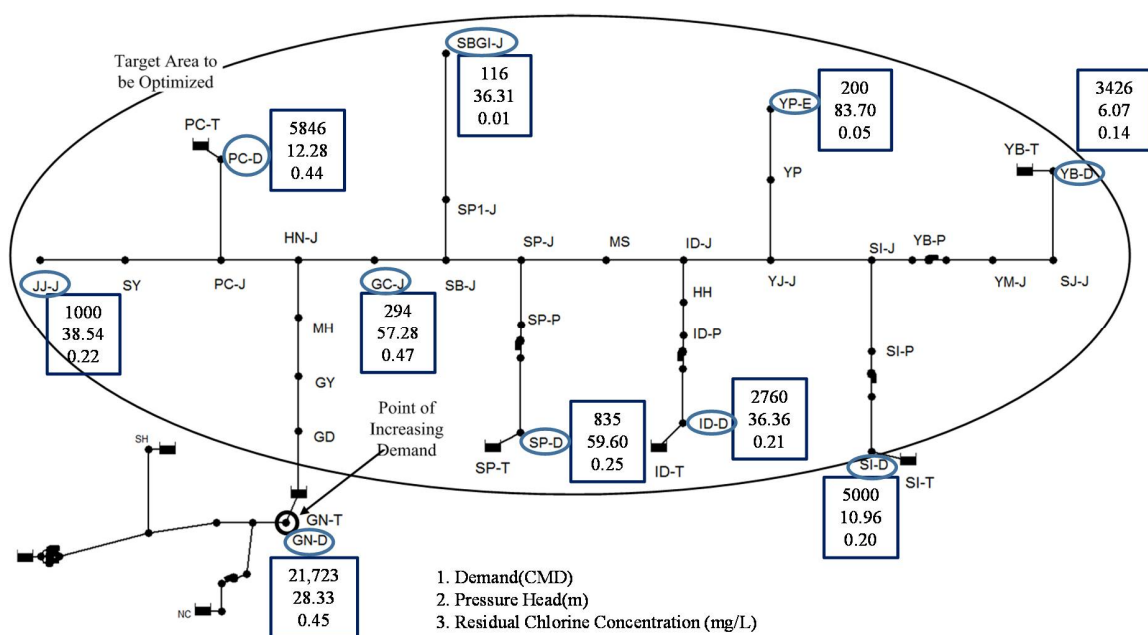 SBGI-J
116
36.31
0.01
Target Area to
be Optimized
200
83.70
0.05
YP-E
3426
6.07
0.14
PC-T
5846
12.28
0.44
PC-D
YB-T
YB-D
YP
SP1-J
HN-J
SP-J
MS
ID-J
SI-J
YB-P
JJ-J
SY
PC-J
GC-J
SB-J
YJ-J
YM-J
SJ-J
1000
38.54
0.22
294
57.28
0.47
HH
MH
SP-P
ID-P
SI-P
GY
GD
Point of
Increasing
Demand
835
59.60
0.25
2760
36.36
0.21
SH
SP-T
SP-D
ID-T
ID-D
SI-D
SI-T
5000
10.96
0.20
GN-T
GN-D
21,723
28.33
0.45
NC
1. Demand(CMD)
2. Pressure Head(m)
3. Residual Chlorine Concentration (mg/L)